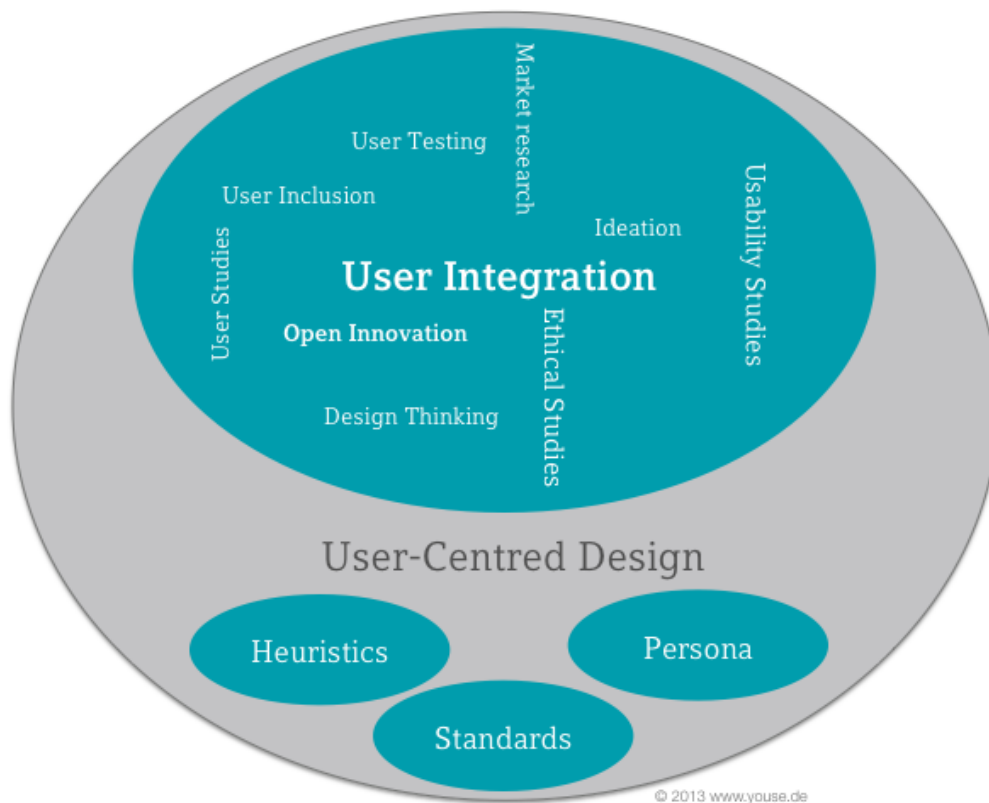 Market research
User Testing
User Inclusion
Usability Studies
Ideation
User Studies
User Integration
Open Innovation
Ethical Studies
Design Thinking
User-Centred Design
Heuristics
Persona
Standards
© 2013 www.youse.de